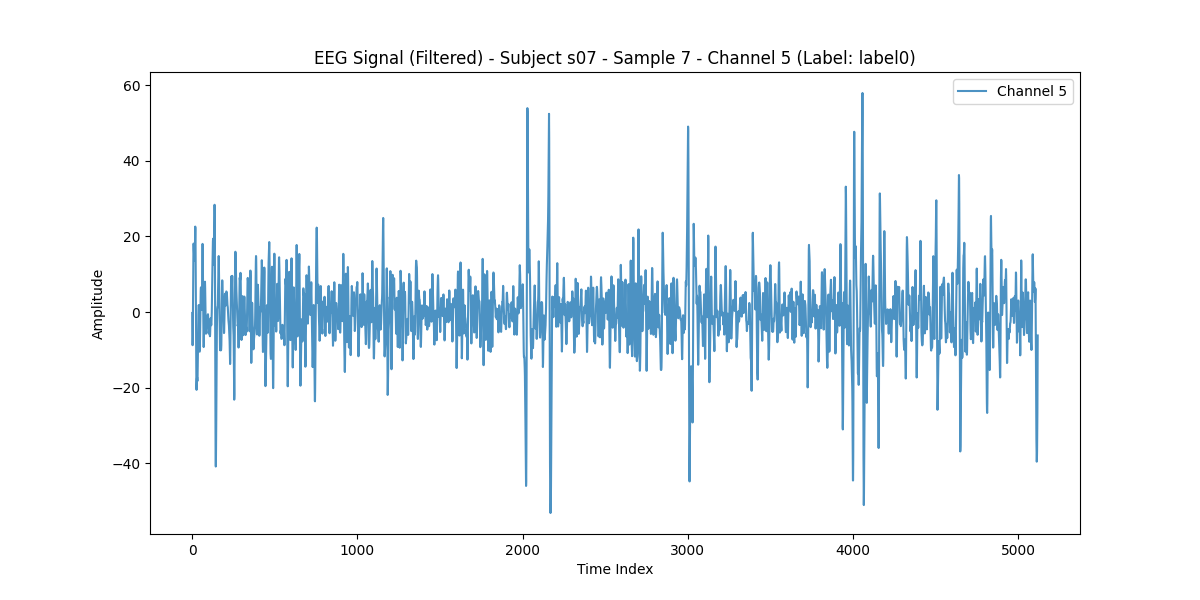 EEG Signal (Filtered) - Subject s07 - Sample 7 - Channel 5 (Label: label0)
Channel 5
60
40
20
0
−20
−40
Amplitude
0 1000 2000 3000 4000 5000
Time Index